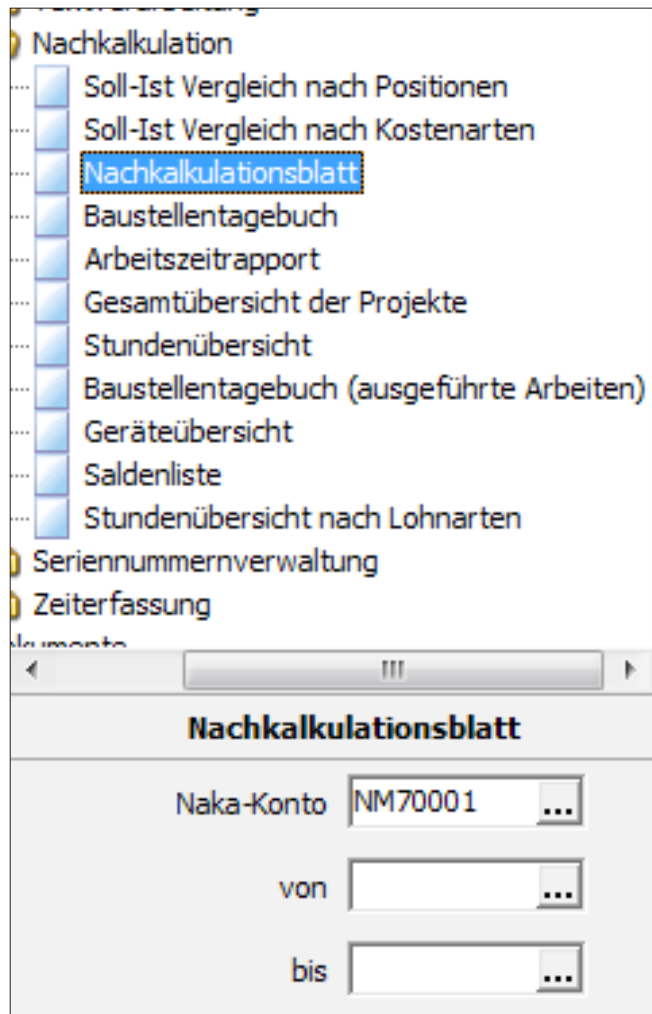 Nachkalkulation
Soll-Ist Vergleich nach Positionen
Soll-Ist Vergleich nach Kostenarten
Nachkalkulationsblatt
Baustellentagebuch
Arbeitszeitrapport
Gesamtübersicht der Projekte
Stundenübersicht
Baustellentagebuch (ausgeführte Arbeiten)
Geräteübersicht
Saldenliste
Stundenübersicht nach Lohnarten
Seriennummernverwaltung
Zeiterfassung
Nachkalkulationsblatt
Naka-Konto NM70001 ...
von ...
bis ...